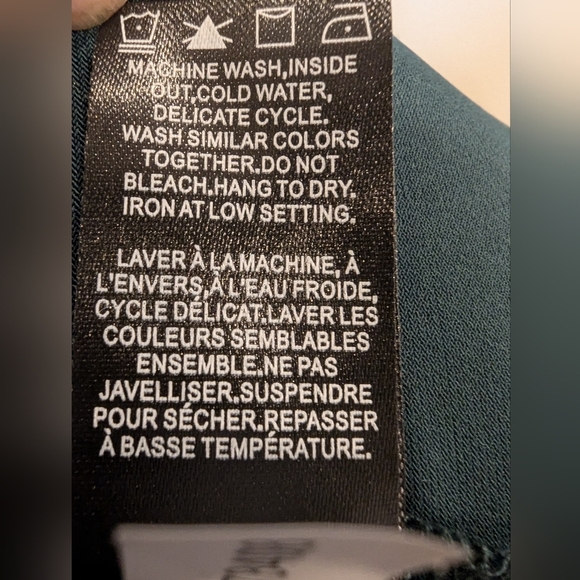 MACHINE WASH,INSIDE
OUT,COLD WATER,
DELICATE CYCLE.
WASH SIMILAR COLORS
TOGETHER.DO NOT
BLEACH.HANG TO DRY.
IRON AT LOW SETTING.
LAVER À LA MACHINE, À
L'ENVERS,À L'EAU FROIDE,
CYCLE DÉLICAT.LAVER LES
COULEURS SEMBLABLES
ENSEMBLE.NE PAS
JAVELLISER.SUSPENDRE
POUR SÉCHER.REPASSER
À BASSE TEMPÉRATURE.